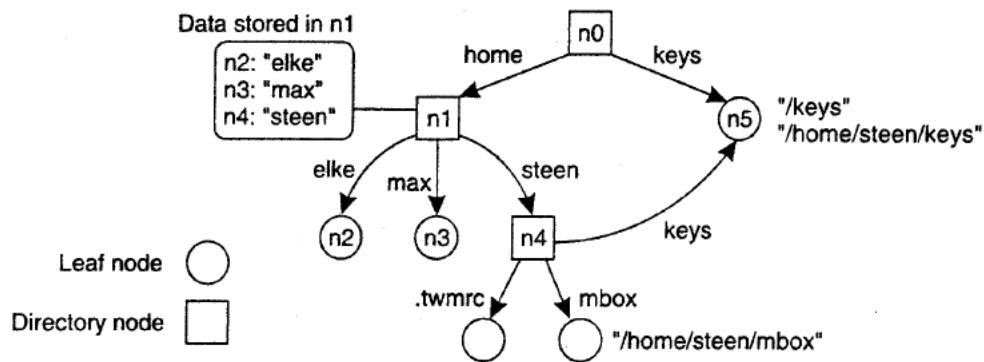 Data stored in n1
n2: "elke"
n3: "max"
n4: "steen"
n0
home
keys
n1
n5
"/keys"
"/home/steen/keys"
elke
max
steen
n2
n3
n4
keys
Leaf node
.twmrc
mbox
Directory node
"/home/steen/mbox"